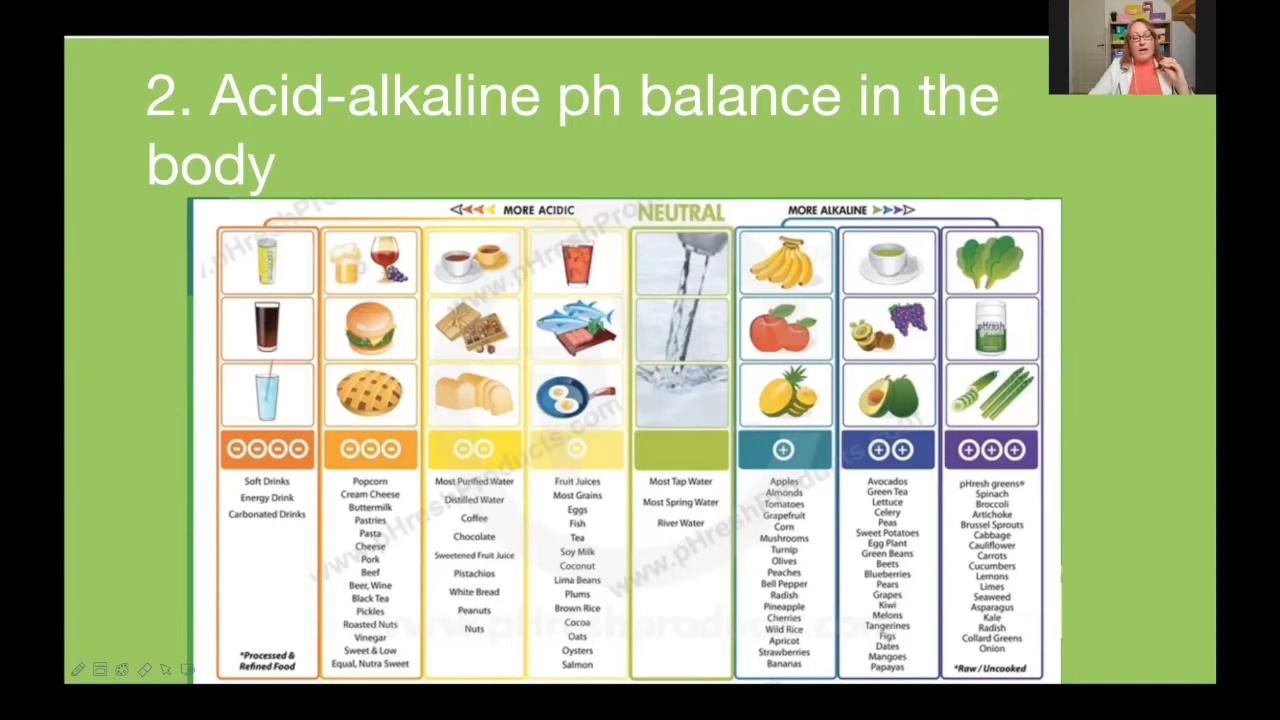 2. Acid-alkaline ph balance in the
body
MORE ACIDIC
NEUTRAL
MORE ALKALINE
Soft Drinks
Energy Drink
Carbonated Drinks
*Processed &
Refined Food
Popcorn
Cream Cheese
Buttermilk
Pastries
Pasta
Cheese
Pork
Beef
Beer, Wine
Black Tea
Pickles
Roasted Nuts
Vinegar
Sweet & Low
Equal, Nutra Sweet
Most Purified Water
Distilled Water
Coffee
Chocolate
Sweetened Fruit Juice
Pistachios
White Bread
Peanuts
Nuts
Fruit Juices
Most Grains
Eggs
Fish
Tea
Soy Milk
Coconut
Lima Beans
Plums
Brown Rice
Cocoa
Oats
Oysters
Salmon
Most Tap Water
Most Spring Water
River Water
Apples
Almonds
Tomatoes
Grapefruit
Corn
Mushrooms
Turnip
Olives
Peaches
Bell Pepper
Radish
Pineapple
Cherries
Wild Rice
Apricot
Strawberries
Bananas
Avocados
Green Tea
Lettuce
Celery
Peas
Sweet Potatoes
Egg Plant
Green Beans
Beets
Blueberries
Pears
Grapes
Kiwi
Melons
Tangerines
Figs
Dates
Mangoes
Papayas
pHresh
pHresh greens®
Spinach
Broccoli
Artichoke
Brussel Sprouts
Cabbage
Cauliflower
Carrots
Cucumbers
Lemons
Limes
Seaweed
Asparagus
Kale
Radish
Collard Greens
Onion
*Raw / Uncooked
www.pHreshProducts.com
www.pHreshProducts.com